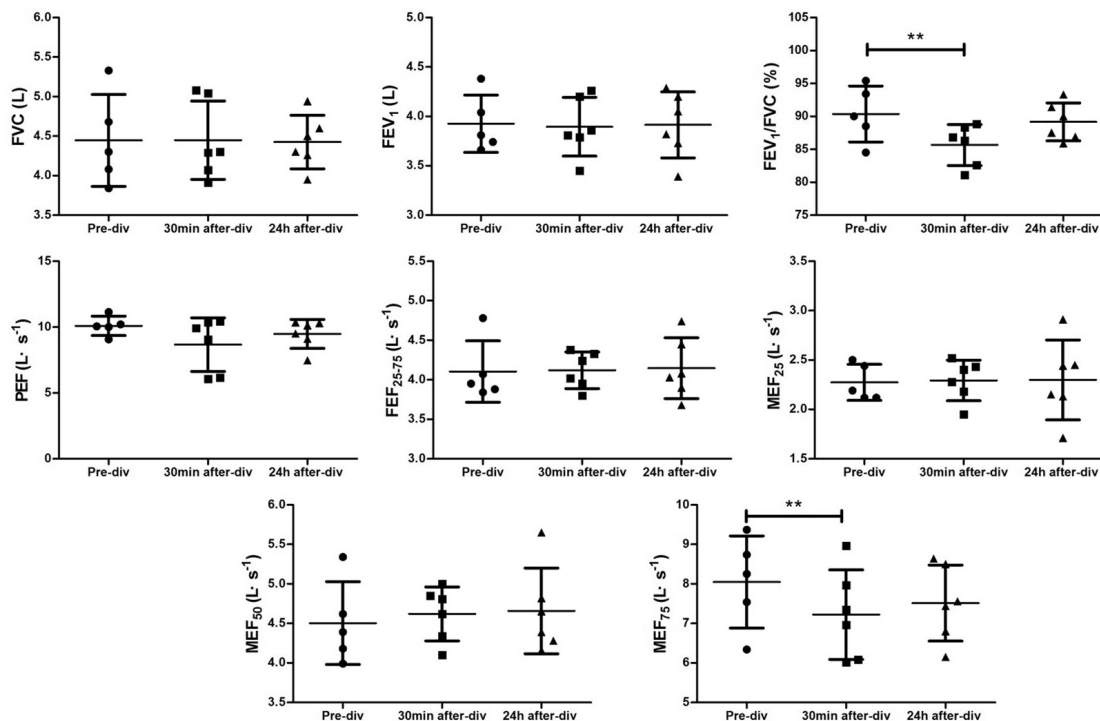 FVC (L)
6.0
5.5
5.0
4.5
4.0
3.5
Pre-div 30min after-div 24h after-div
FEV₁ (L)
5.0
4.5
4.0
3.5
3.0
Pre-div 30min after-div 24h after-div
FEV₁/FVC (%)
105
100
95
90
85
80
75
**
Pre-div 30min after-div 24h after-div
PEF (L· s⁻¹)
15
10
5
0
Pre-div 30min after-div 24h after-div
FEF₂₅₋₇₅ (L· s⁻¹)
5.5
5.0
4.5
4.0
3.5
3.0
Pre-div 30min after-div 24h after-div
MEF₂₅ (L· s⁻¹)
3.5
3.0
2.5
2.0
1.5
Pre-div 30min after-div 24h after-div
MEF₅₀ (L· s⁻¹)
6.0
5.5
5.0
4.5
4.0
3.5
Pre-div 30min after-div 24h after-div
MEF₇₅ (L· s⁻¹)
10
9
8
7
6
5
**
Pre-div 30min after-div 24h after-div